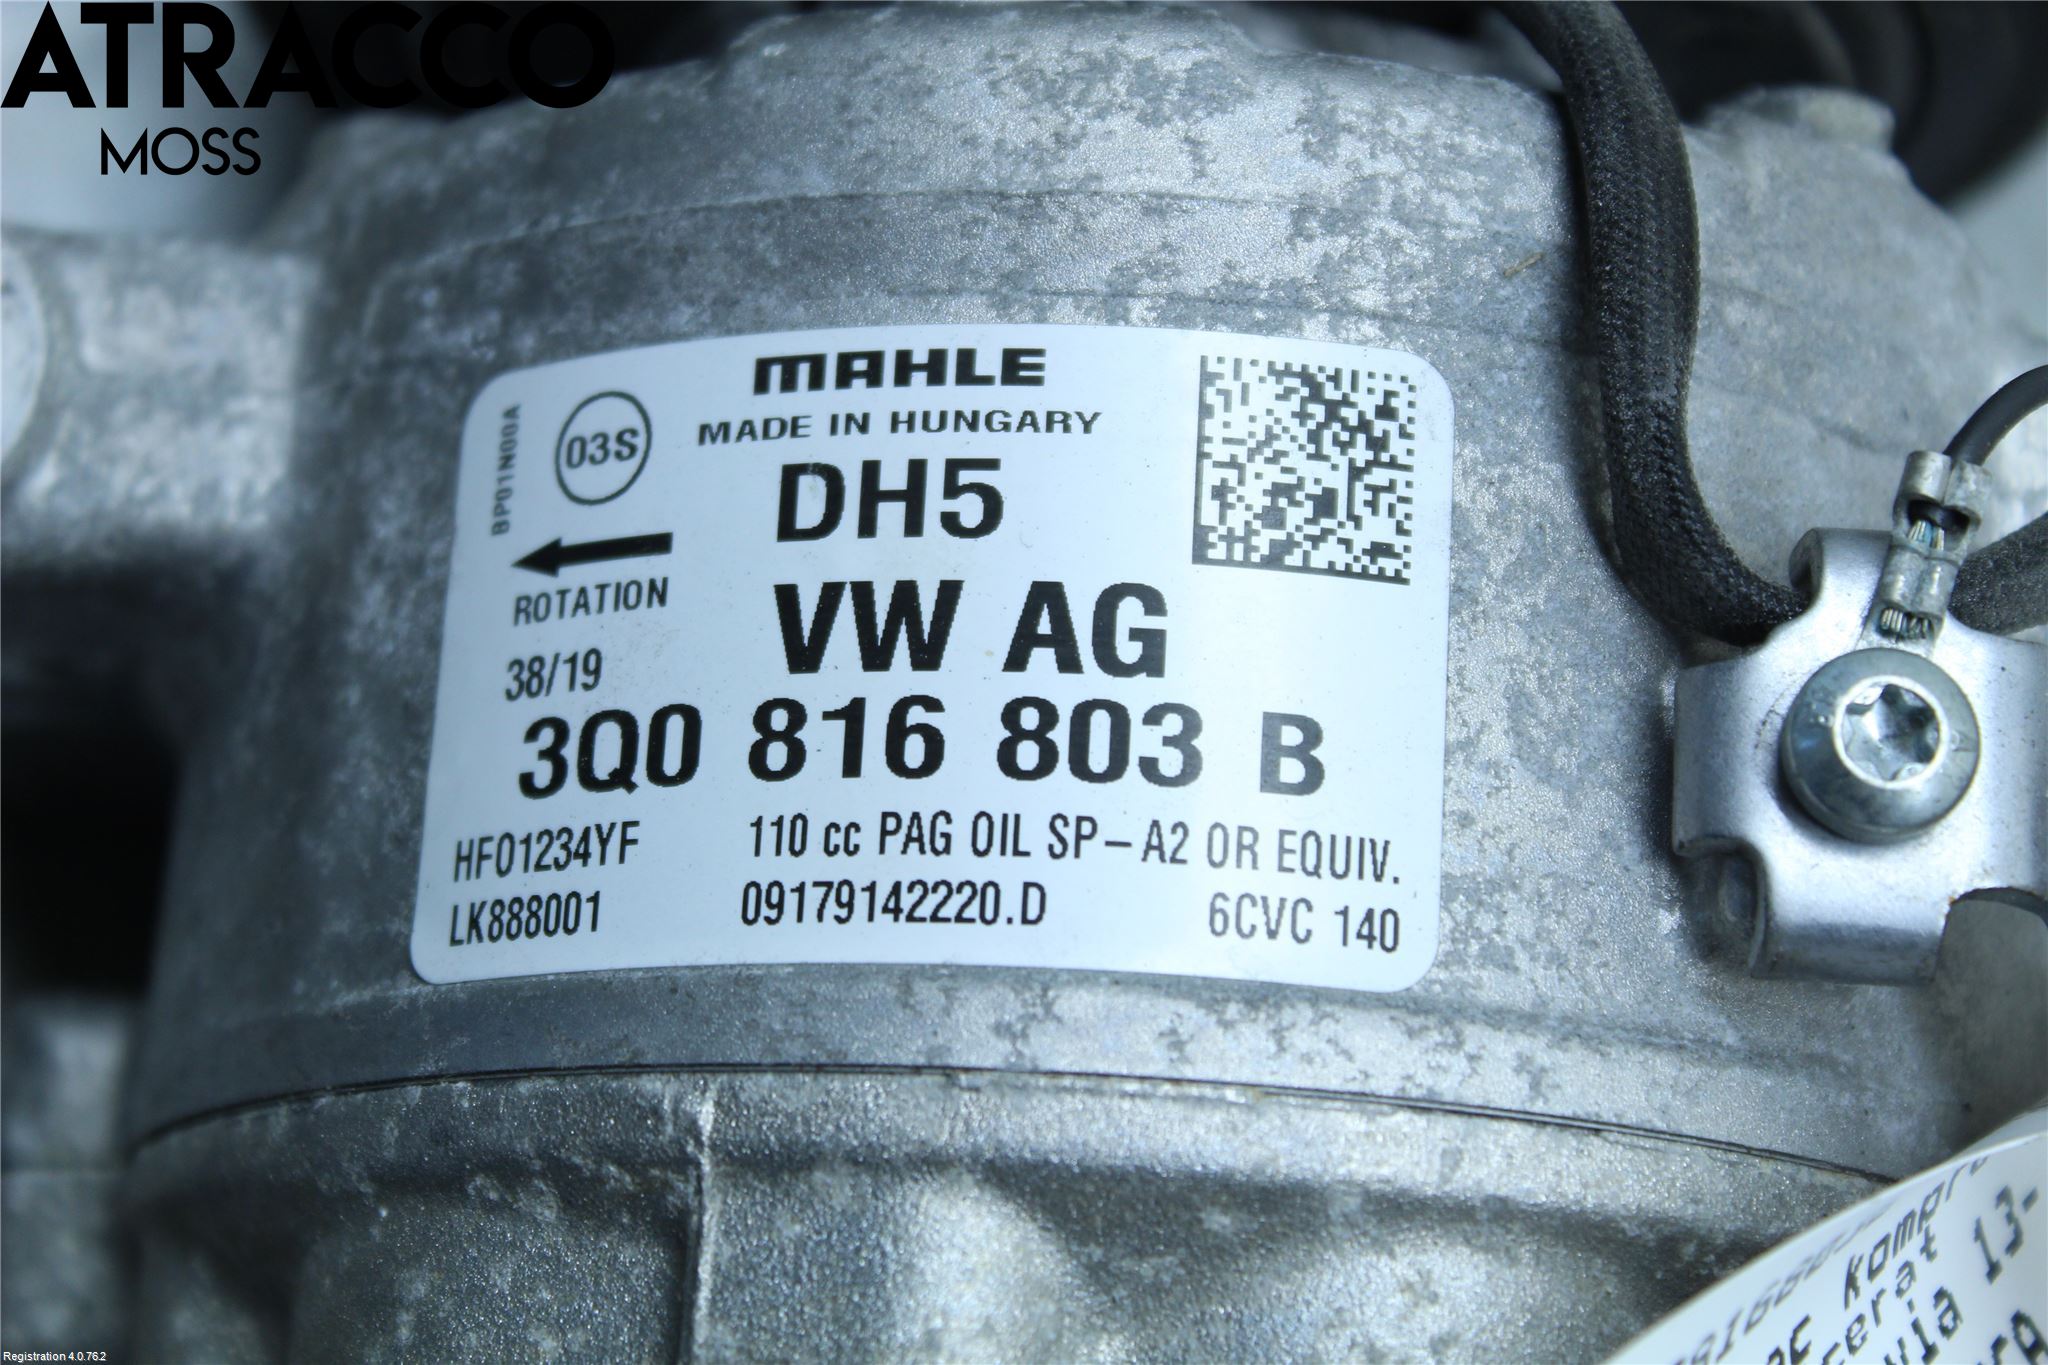 ATRACCO
MOSS
MAHLE
MADE IN HUNGARY
BP01N00A
03S
DH5
ROTATION
VW AG
38/19
3Q0 816 803 B
HFO1234YF
110 cc PAG OIL SP-A2 OR EQUIV.
LK888001
09179142220.D
6CVC 140
13-
Registration 4.0.76.2